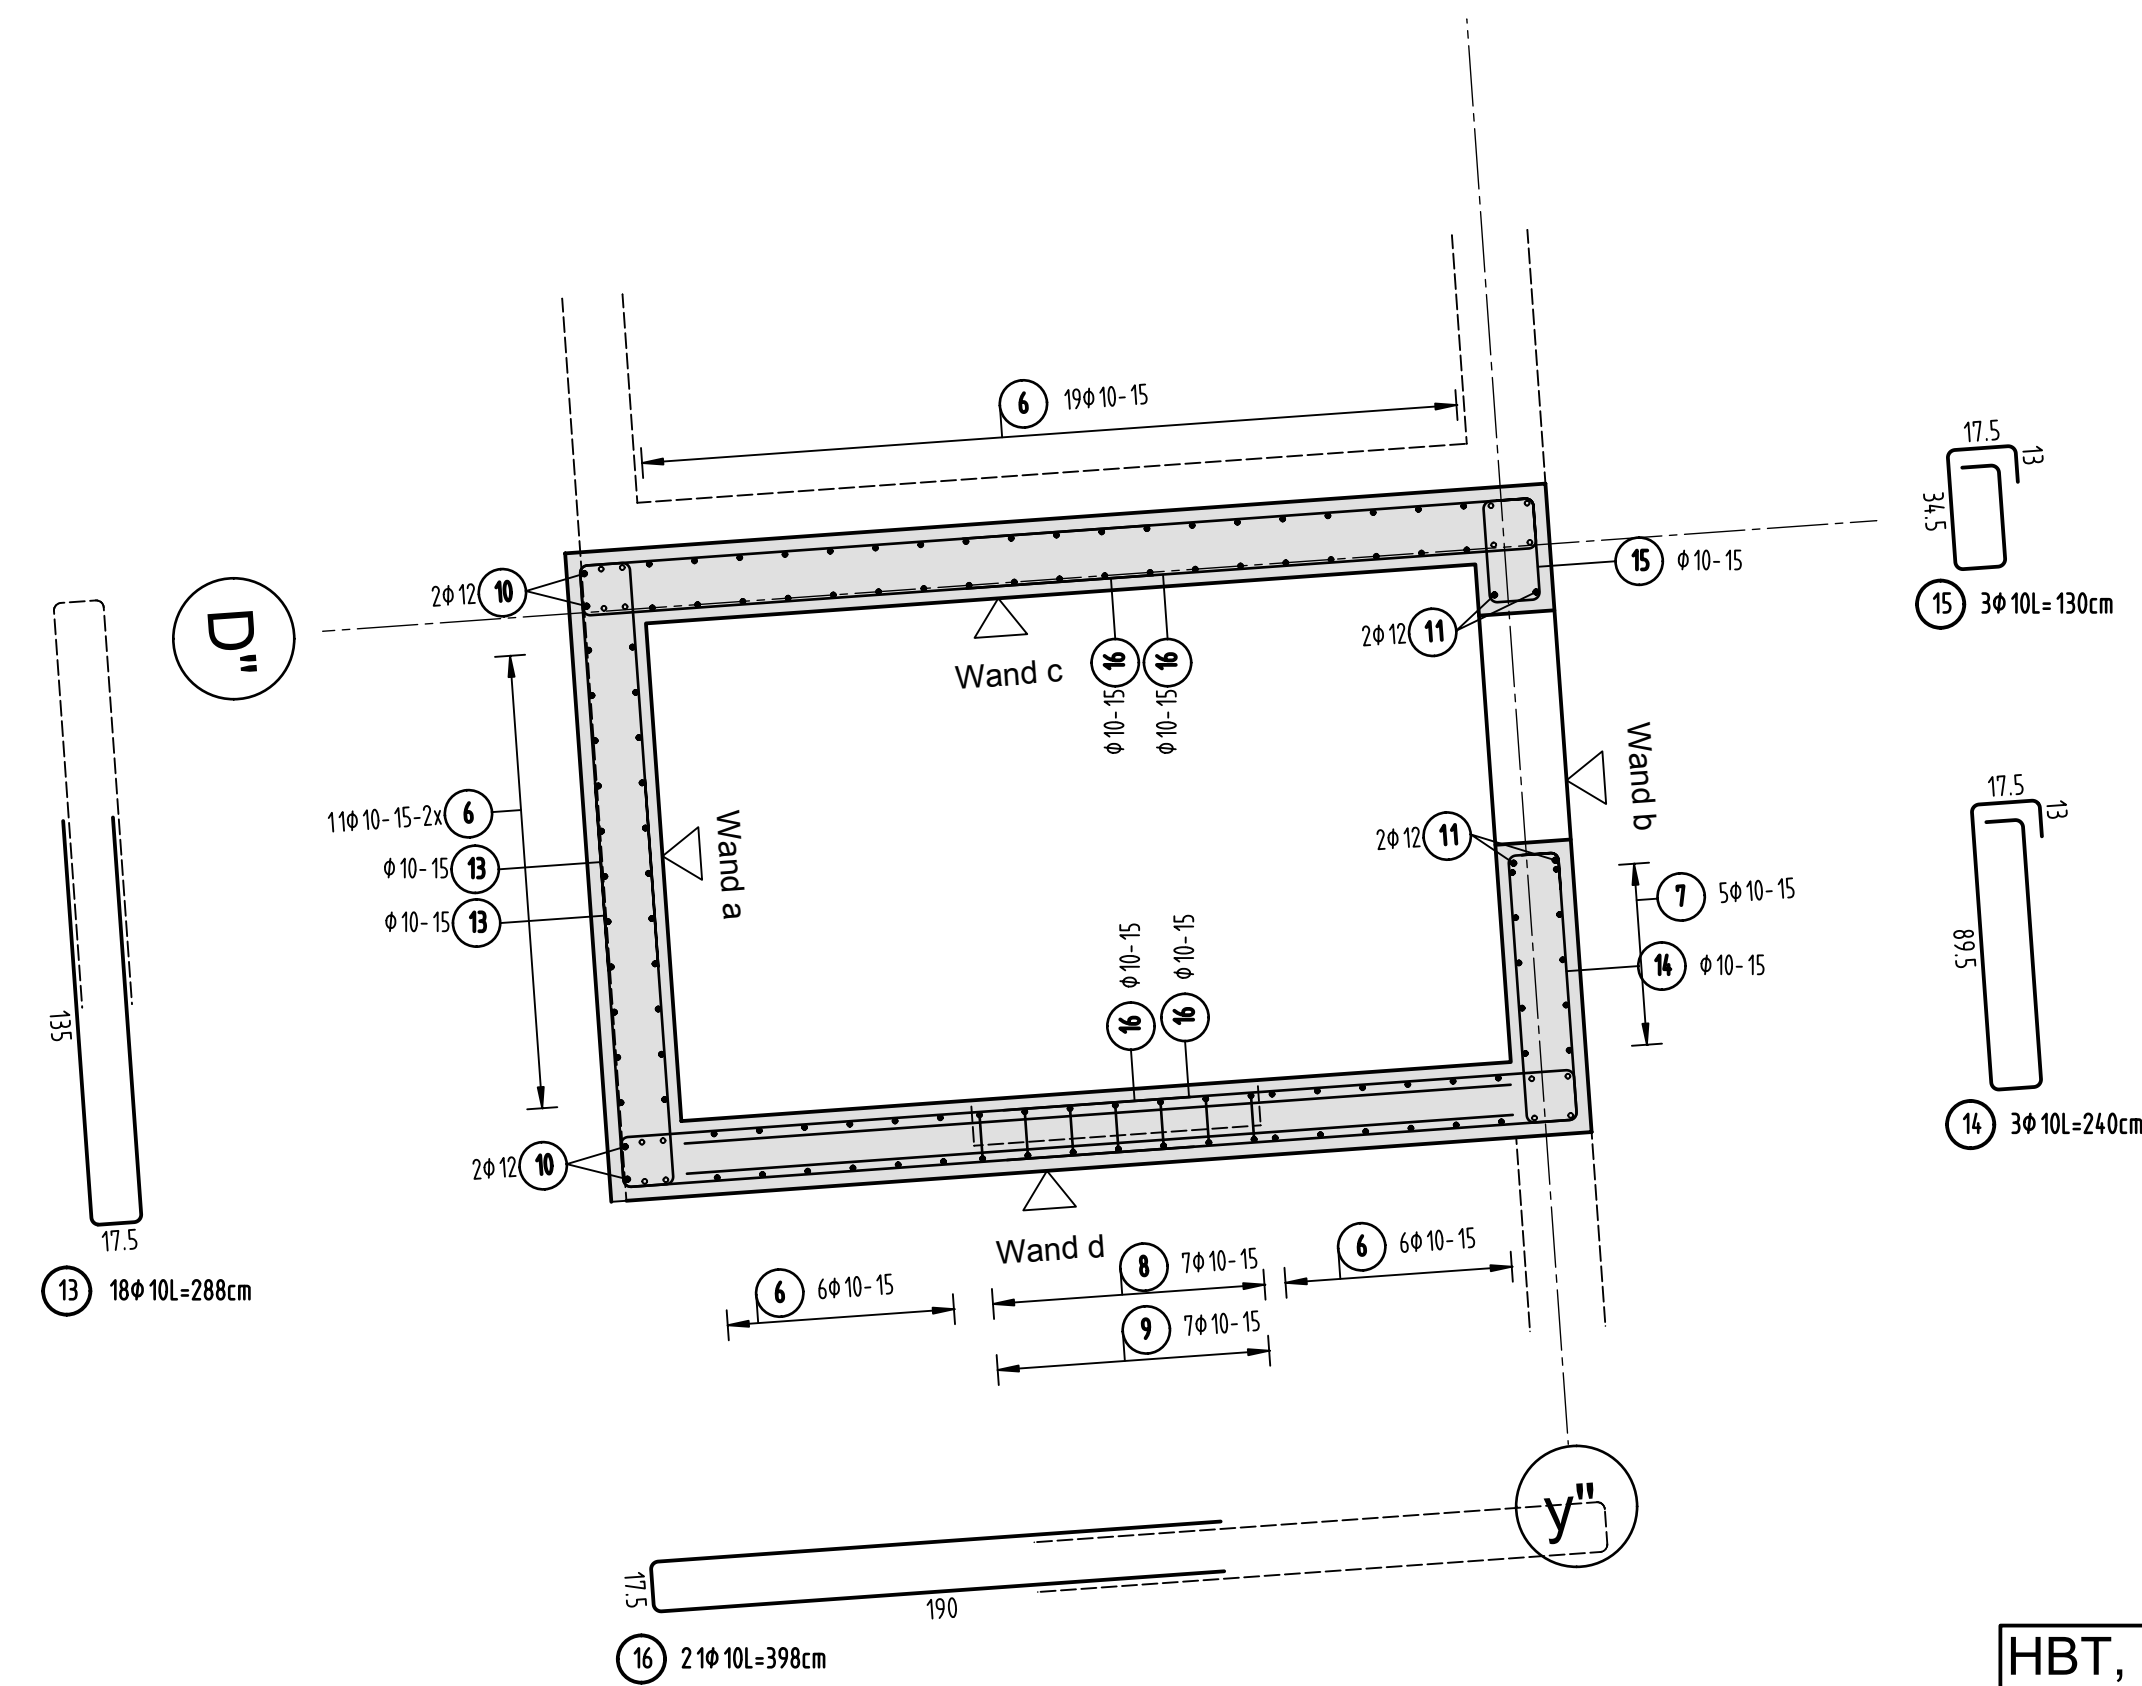 6 19Φ10-15
17.5
13
34.5
15 3Φ10L=130cm
2Φ12 10
15 Φ10-15
2Φ12 11
D"
Wand c
16 Φ10-15
16 Φ10-15
Wand b
17.5
13
89.5
14 3Φ10L=240cm
11Φ10-15-2x 6
Φ10-15 13
Φ10-15 13
Wand a
2Φ12 11
7 5Φ10-15
14 Φ10-15
Φ10-15 16
Φ10-15 16
135
17.5
13 18Φ10L=288cm
2Φ12 10
Wand d
8 7Φ10-15
6 6Φ10-15
6 6Φ10-15
9 7Φ10-15
y"
17.5
190
16 21Φ10L=398cm
HBT,